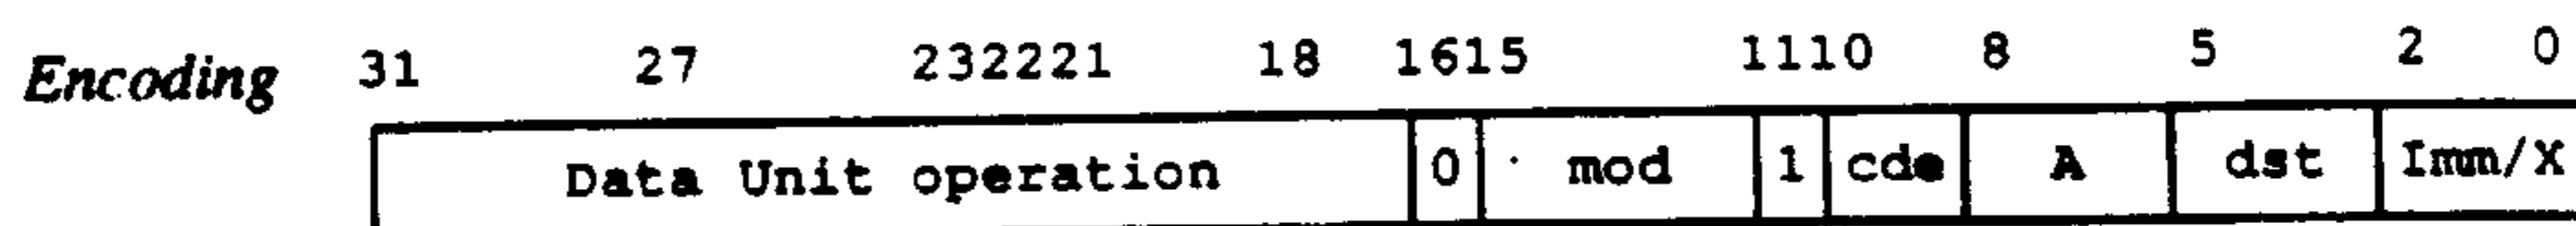 Encoding 31 27 232221 18 1615 1110 8 5 2 0
Data Unit operation 0 mod 1 cde A dst Imm/X